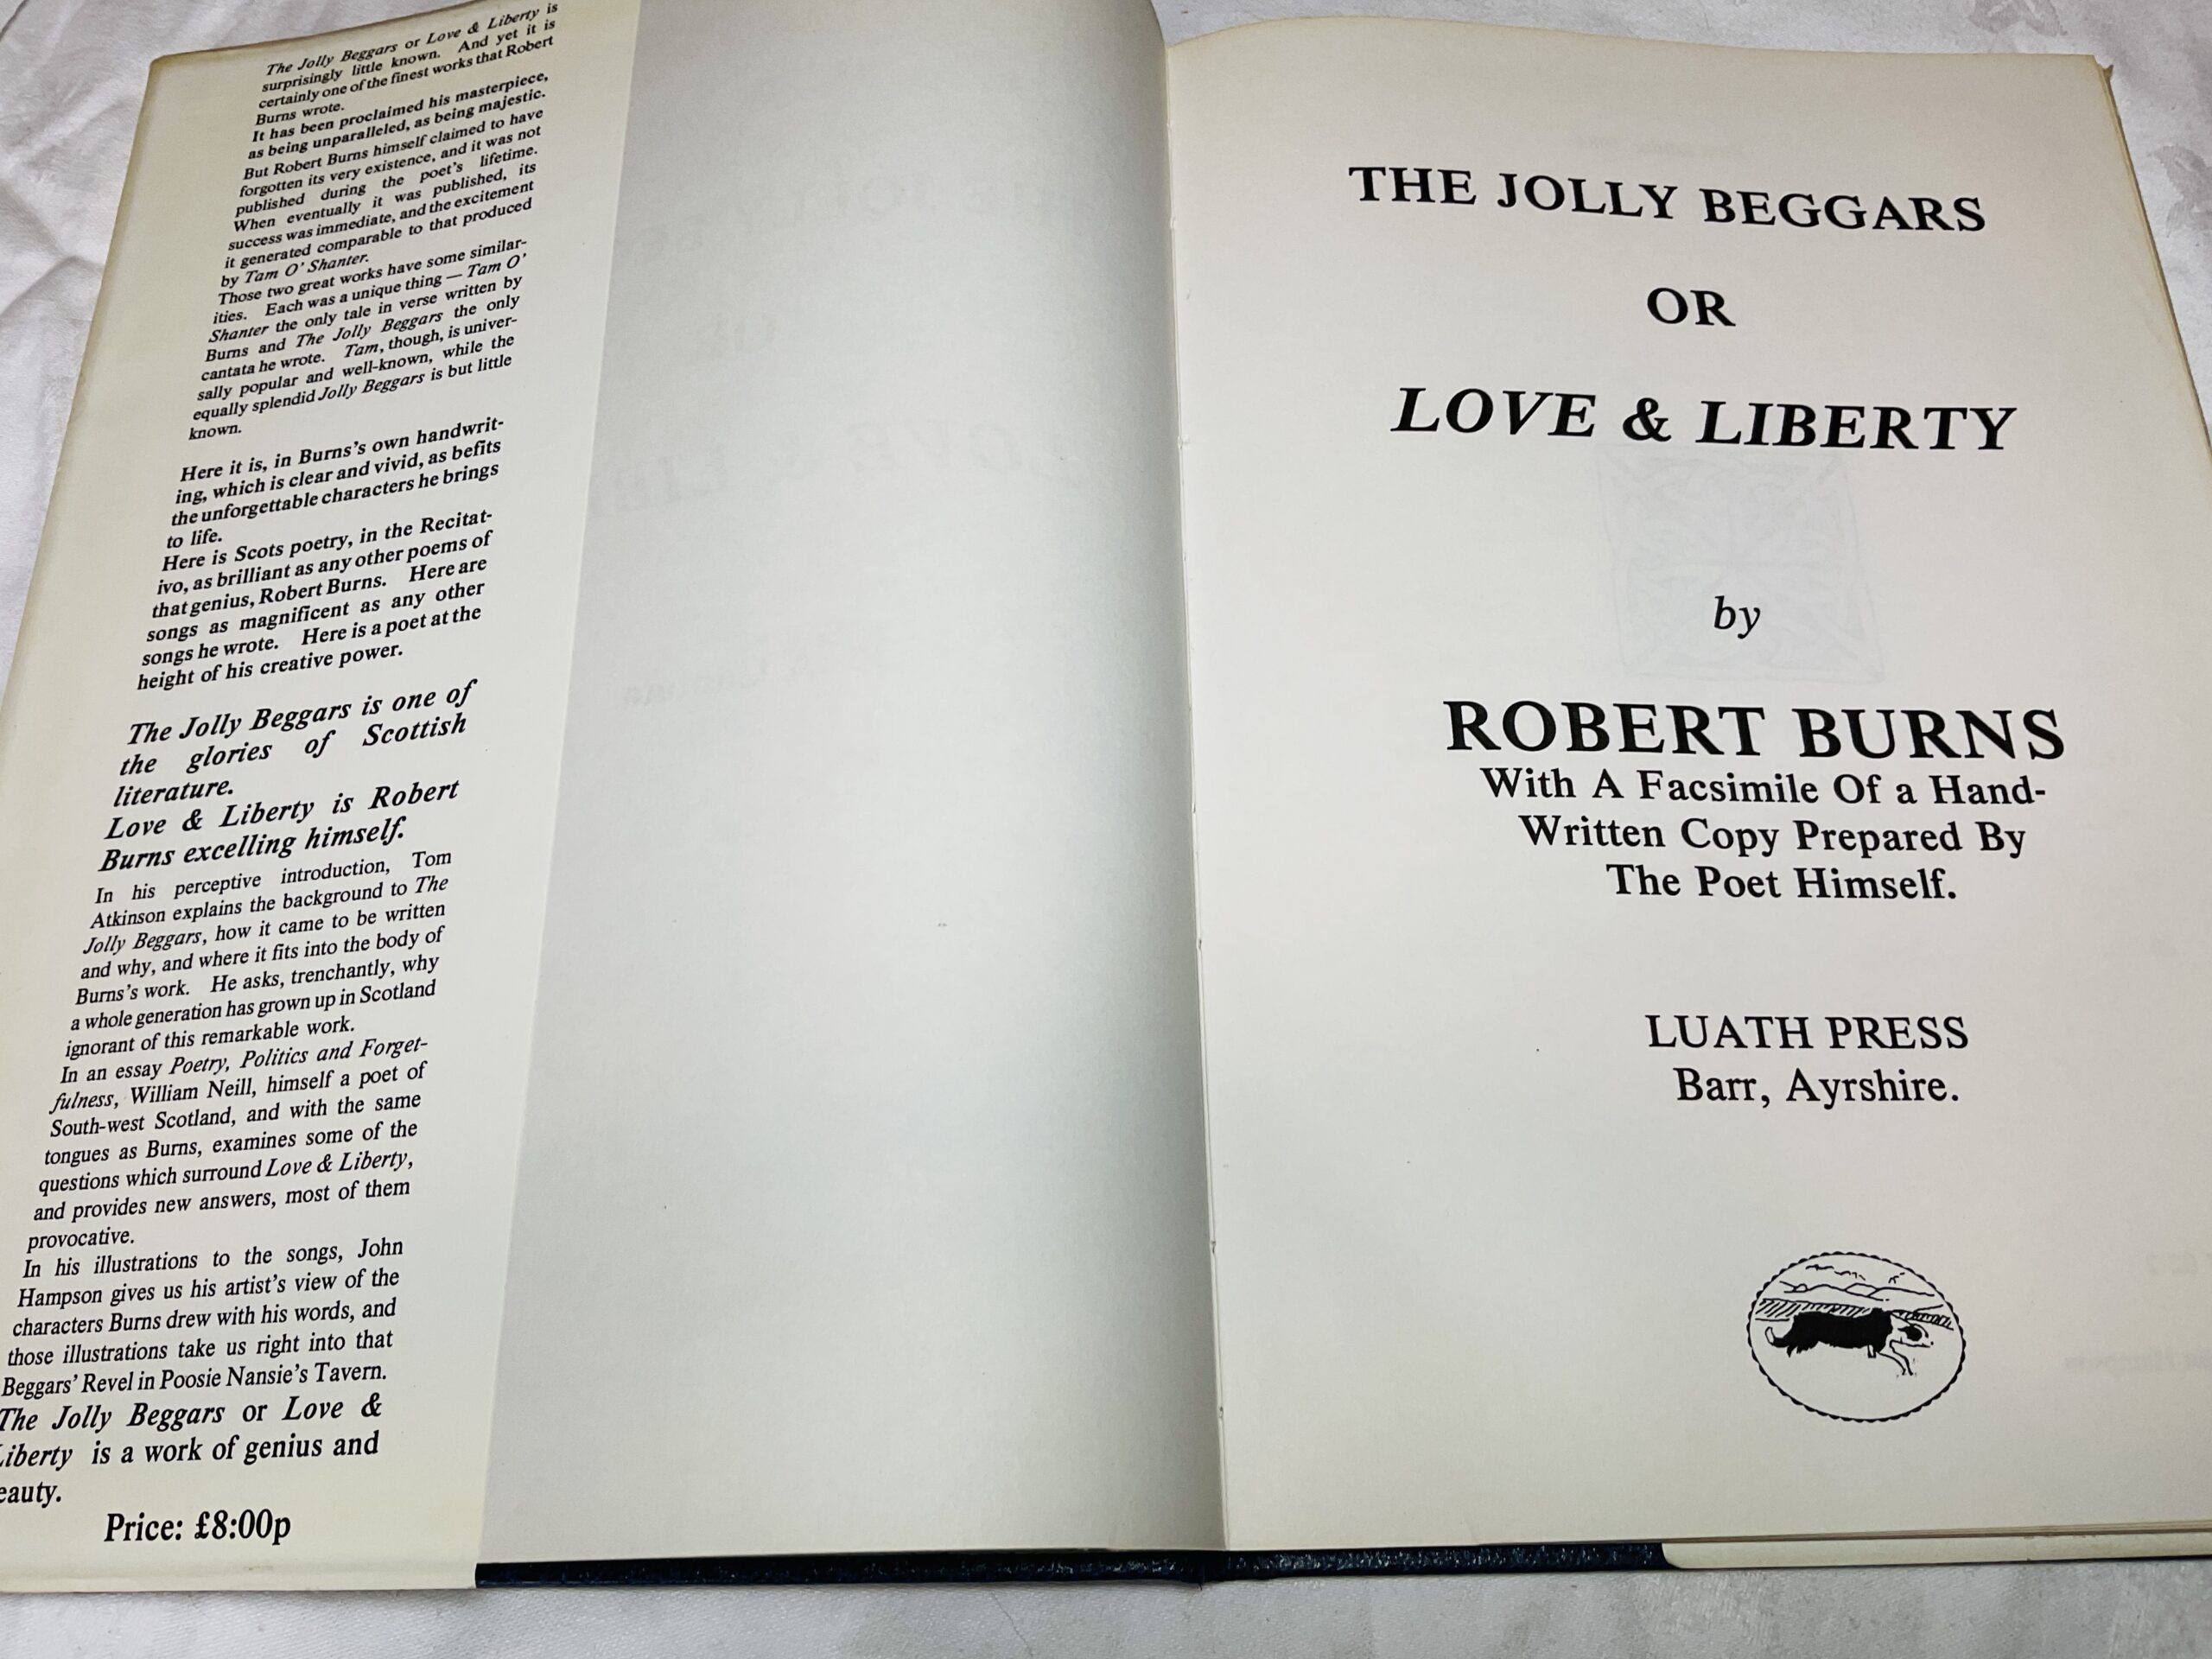 The Jolly Beggars or Love & Liberty is
surprisingly little known. And yet it is
certainly one of the finest works that Robert
Burns wrote.
It has been proclaimed his masterpiece,
as being unparalleled, as being majestic.
But Robert Burns himself claimed to have
forgotten its very existence, and it was not
published during the poet's lifetime.
When eventually it was published, its
success was immediate, and the excitement
it generated comparable to that produced
by Tam O' Shanter.
Those two great works have some similar-
ities. Each was a unique thing — Tam O'
Shanter the only tale in verse written by
Burns and The Jolly Beggars the only
cantata he wrote. Tam, though, is univer-
sally popular and well-known, while the
equally splendid Jolly Beggars is but little
known.
Here it is, in Burns's own handwrit-
ing, which is clear and vivid, as befits
the unforgettable characters he brings
to life.
Here is Scots poetry, in the Recitat-
ivo, as brilliant as any other poems of
that genius, Robert Burns. Here are
songs as magnificent as any other
songs he wrote. Here is a poet at the
height of his creative power.
The Jolly Beggars is one of
the glories of Scottish
literature.
Love & Liberty is Robert
Burns excelling himself.
In his perceptive introduction, Tom
Atkinson explains the background to The
Jolly Beggars, how it came to be written
and why, and where it fits into the body of
Burns's work. He asks, trenchantly, why
a whole generation has grown up in Scotland
ignorant of this remarkable work.
In an essay Poetry, Politics and Forget-
fulness, William Neill, himself a poet of
South-west Scotland, and with the same
tongues as Burns, examines some of the
questions which surround Love & Liberty,
and provides new answers, most of them
provocative.
In his illustrations to the songs, John
Hampson gives us his artist's view of the
characters Burns drew with his words, and
those illustrations take us right into that
Beggars' Revel in Poosie Nansie's Tavern.
The Jolly Beggars or Love &
Liberty is a work of genius and
eauty.
Price: £8:00p
THE JOLLY BEGGARS
OR
LOVE & LIBERTY
by
ROBERT BURNS
With A Facsimile Of a Hand-
Written Copy Prepared By
The Poet Himself.
LUATH PRESS
Barr, Ayrshire.